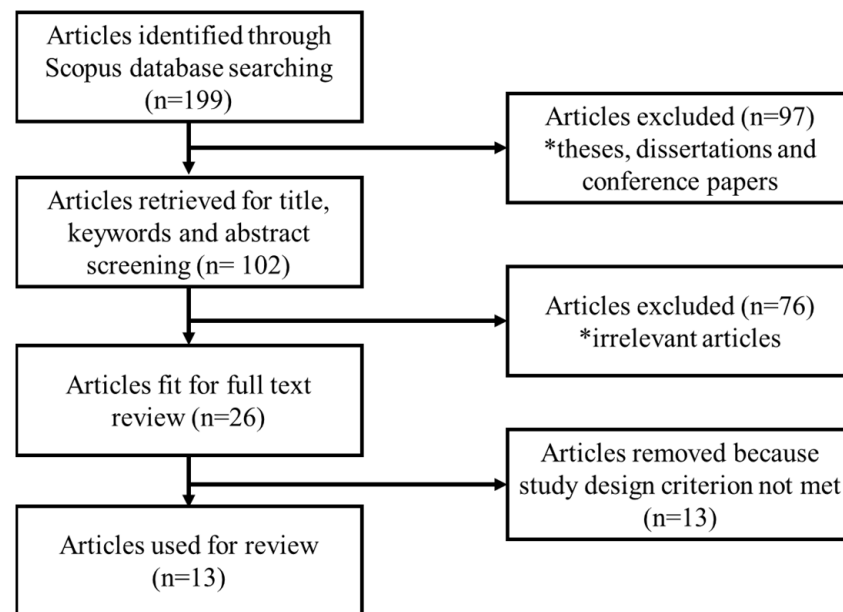 Articles identified through
Scopus database searching
(n=199)
Articles excluded (n=97)
*theses, dissertations and
conference papers
Articles retrieved for title,
keywords and abstract
screening (n= 102)
Articles excluded (n=76)
*irrelevant articles
Articles fit for full text
review (n=26)
Articles removed because
study design criterion not met
(n=13)
Articles used for review
(n=13)